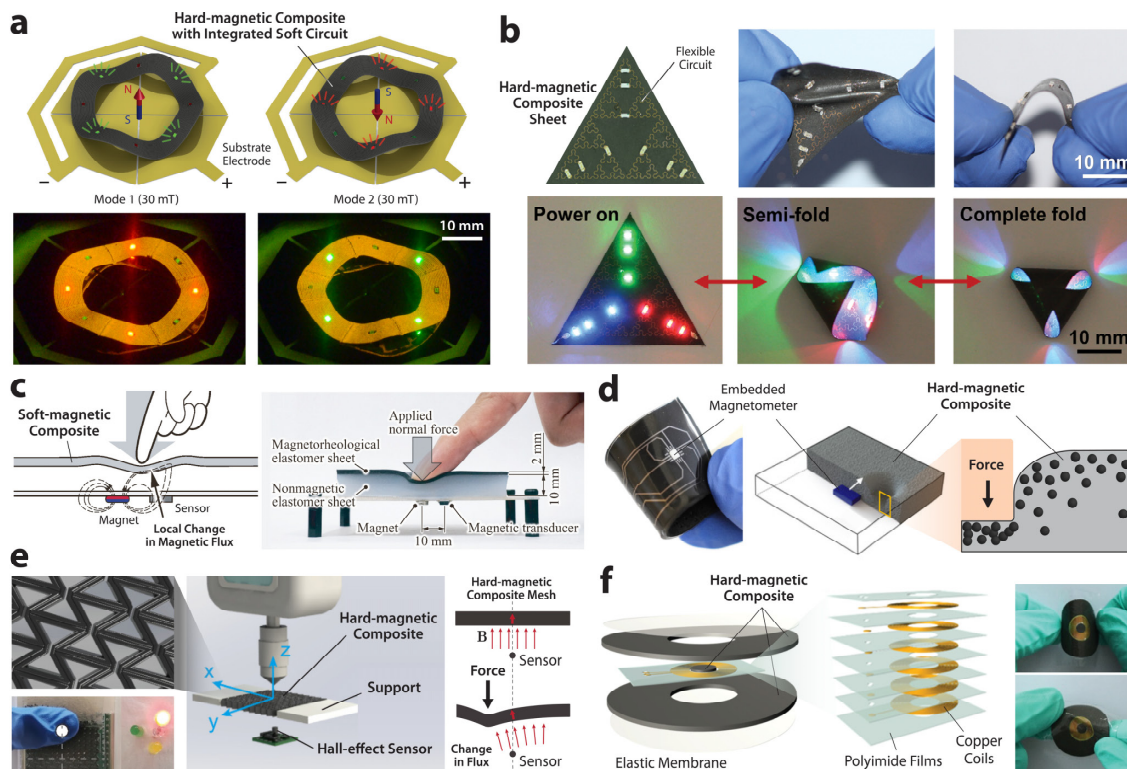 a
Hard-magnetic Composite
with Integrated Soft Circuit
N
S
S
N
Substrate
Electrode
−
+
−
+
Mode 1 (30 mT)
Mode 2 (30 mT)
10 mm
b
Flexible
Circuit
Hard-magnetic
Composite
Sheet
10 mm
Power on
Semi-fold
Complete fold
10 mm
c
Soft-magnetic
Composite
Magnet
Sensor
Local Change
in Magnetic Flux
Applied
normal force
Magnetorheological
elastomer sheet
Nonmagnetic
elastomer sheet
2 mm
10 mm
Magnet
Magnetic transducer
10 mm
d
Embedded
Magnetometer
Hard-magnetic
Composite
Force
e
Hard-magnetic
Composite
z
x
y
Support
Hall-effect Sensor
Hard-magnetic
Composite Mesh
B
Sensor
Force
Change
in Flux
Sensor
f
Hard-magnetic
Composite
Elastic Membrane
Polyimide Films
Copper
Coils